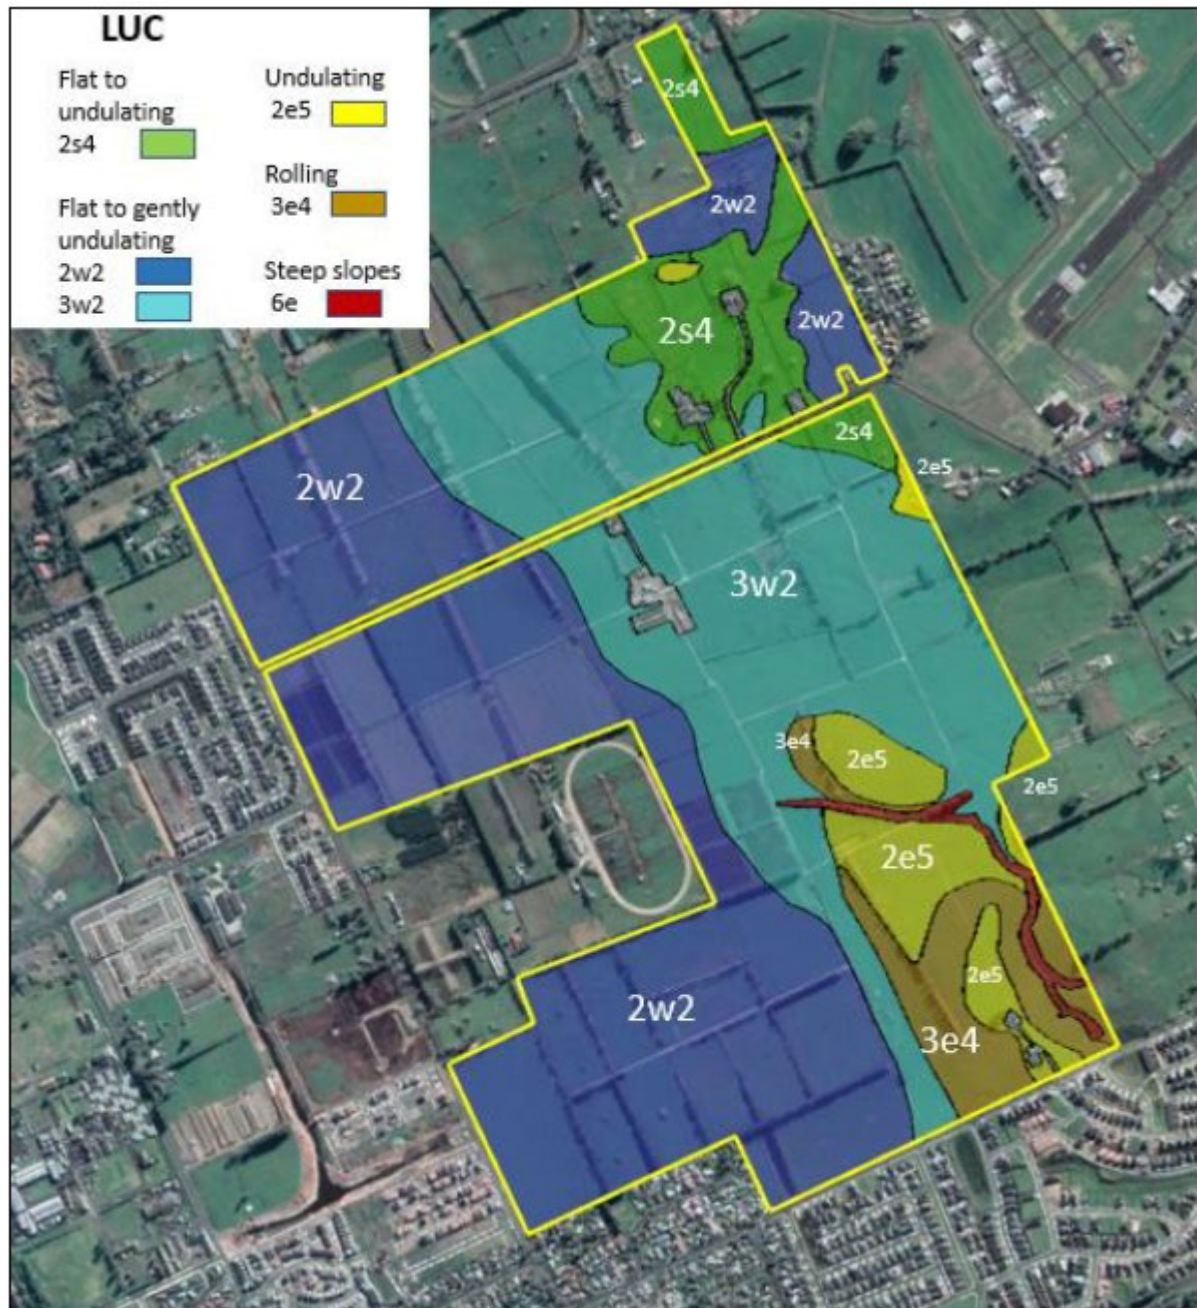 LUC
Flat to
undulating
2s4
Flat to gently
undulating
2w2
3w2
Undulating
2e5
Rolling
3e4
Steep slopes
6e
2s4
2w2
2s4
2w2
2s4
2e5
2w2
3w2
3e4
2e5
2e5
2e5
2e5
2w2
3e4